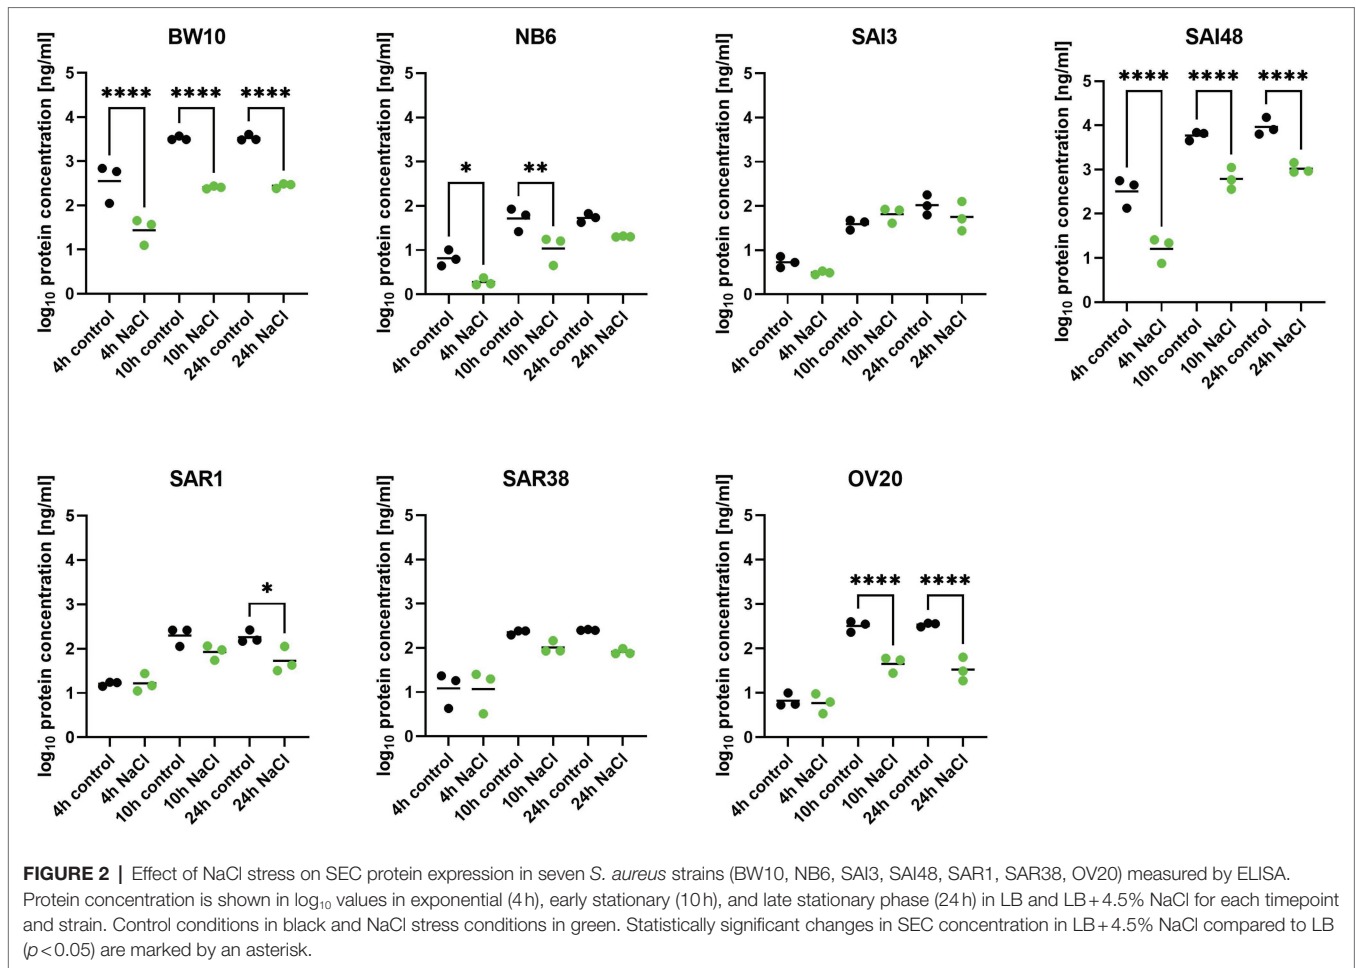 BW10
log10 protein concentration [ng/ml]
5
4
3
2
1
0
****
****
****
4h control
4h NaCl
10h control
10h NaCl
24h control
24h NaCl
NB6
log10 protein concentration [ng/ml]
5
4
3
2
1
0
*
**
4h control
4h NaCl
10h control
10h NaCl
24h control
24h NaCl
SAI3
log10 protein concentration [ng/ml]
5
4
3
2
1
0
4h control
4h NaCl
10h control
10h NaCl
24h control
24h NaCl
SAI48
log10 protein concentration [ng/ml]
5
4
3
2
1
0
****
****
****
4h control
4h NaCl
10h control
10h NaCl
24h control
24h NaCl
SAR1
log10 protein concentration [ng/ml]
5
4
3
2
1
0
*
4h control
4h NaCl
10h control
10h NaCl
24h control
24h NaCl
SAR38
log10 protein concentration [ng/ml]
5
4
3
2
1
0
4h control
4h NaCl
10h control
10h NaCl
24h control
24h NaCl
OV20
log10 protein concentration [ng/ml]
5
4
3
2
1
0
****
****
4h control
4h NaCl
10h control
10h NaCl
24h control
24h NaCl
FIGURE 2 | Effect of NaCl stress on SEC protein expression in seven S. aureus strains (BW10, NB6, SAI3, SAI48, SAR1, SAR38, OV20) measured by ELISA.
Protein concentration is shown in log10 values in exponential (4h), early stationary (10h), and late stationary phase (24h) in LB and LB+4.5% NaCl for each timepoint
and strain. Control conditions in black and NaCl stress conditions in green. Statistically significant changes in SEC concentration in LB+4.5% NaCl compared to LB
(p<0.05) are marked by an asterisk.